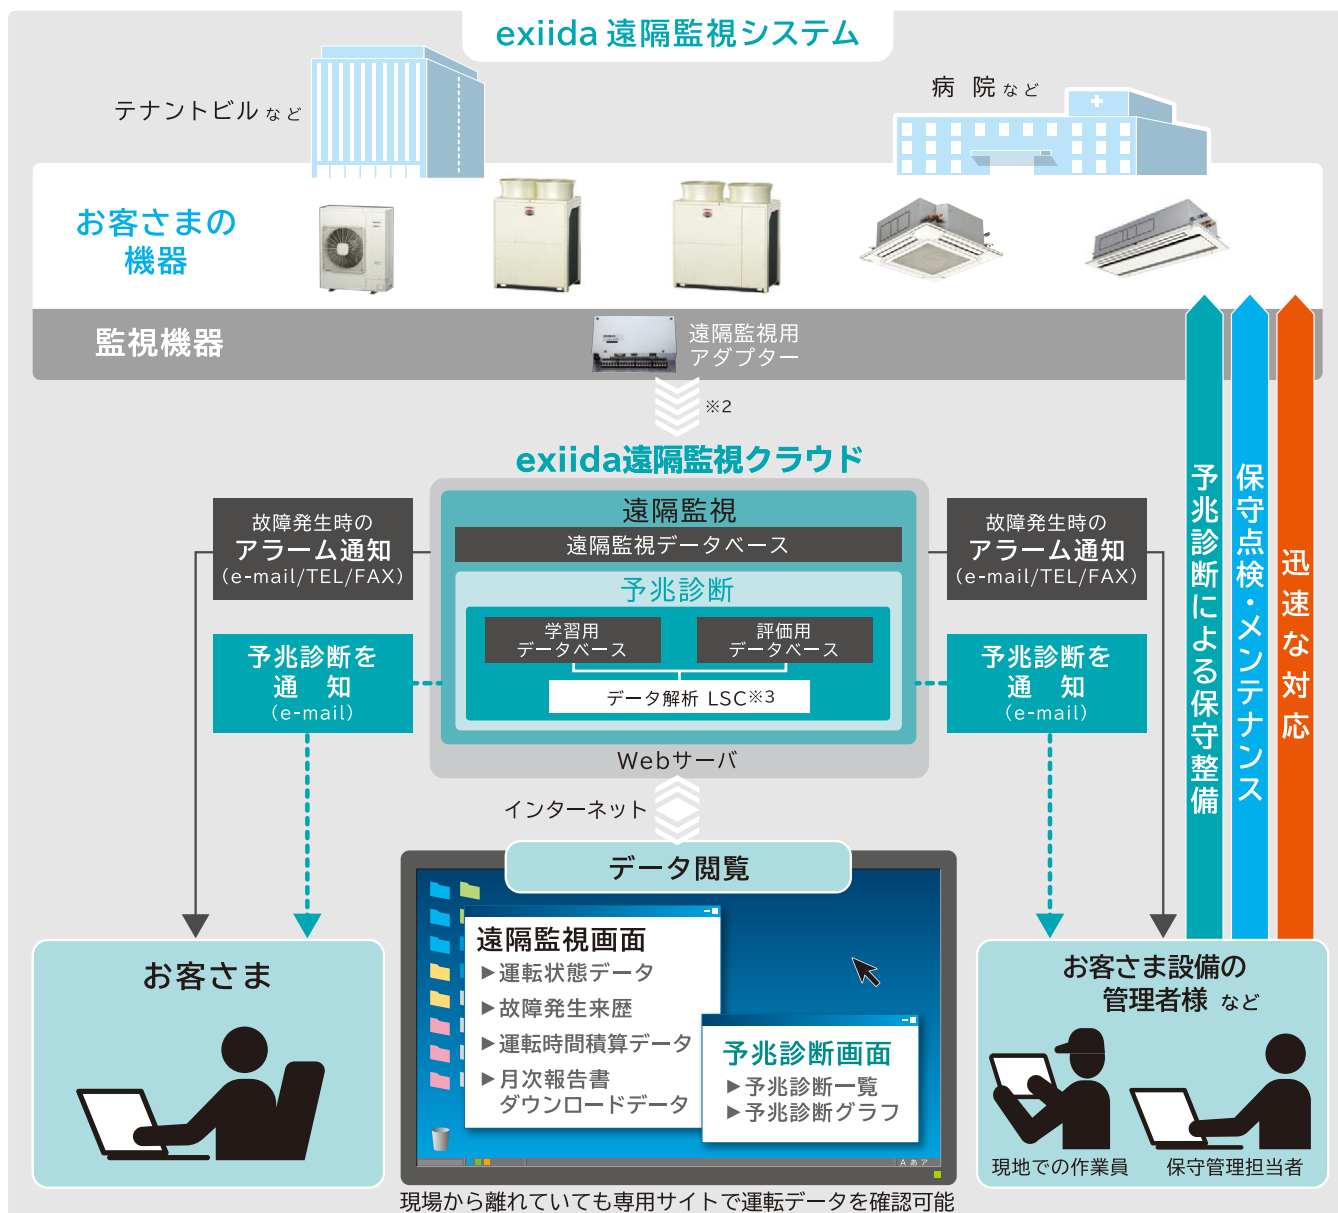 exiida 遠隔監視システム
テナントビル など
病 院 など
お客さまの
機器
監視機器
遠隔監視用
アダプター
※2
exiida遠隔監視クラウド
遠隔監視
遠隔監視データベース
予兆診断
学習用
データベース
評価用
データベース
データ解析 LSC※3
Webサーバ
故障発生時の
アラーム通知
(e-mail/TEL/FAX)
予兆診断を
通 知
(e-mail)
故障発生時の
アラーム通知
(e-mail/TEL/FAX)
予兆診断を
通 知
(e-mail)
予兆診断による保守整備
保守点検・メンテナンス
迅速な対応
インターネット
データ閲覧
遠隔監視画面
▶運転状態データ
▶故障発生来歴
▶運転時間積算データ
▶月次報告書
ダウンロードデータ
予兆診断画面
▶予兆診断一覧
▶予兆診断グラフ
A あ ア
お客さま
お客さま設備の
管理者様 など
現地での作業員
保守管理担当者
現場から離れていても専用サイトで運転データを確認可能